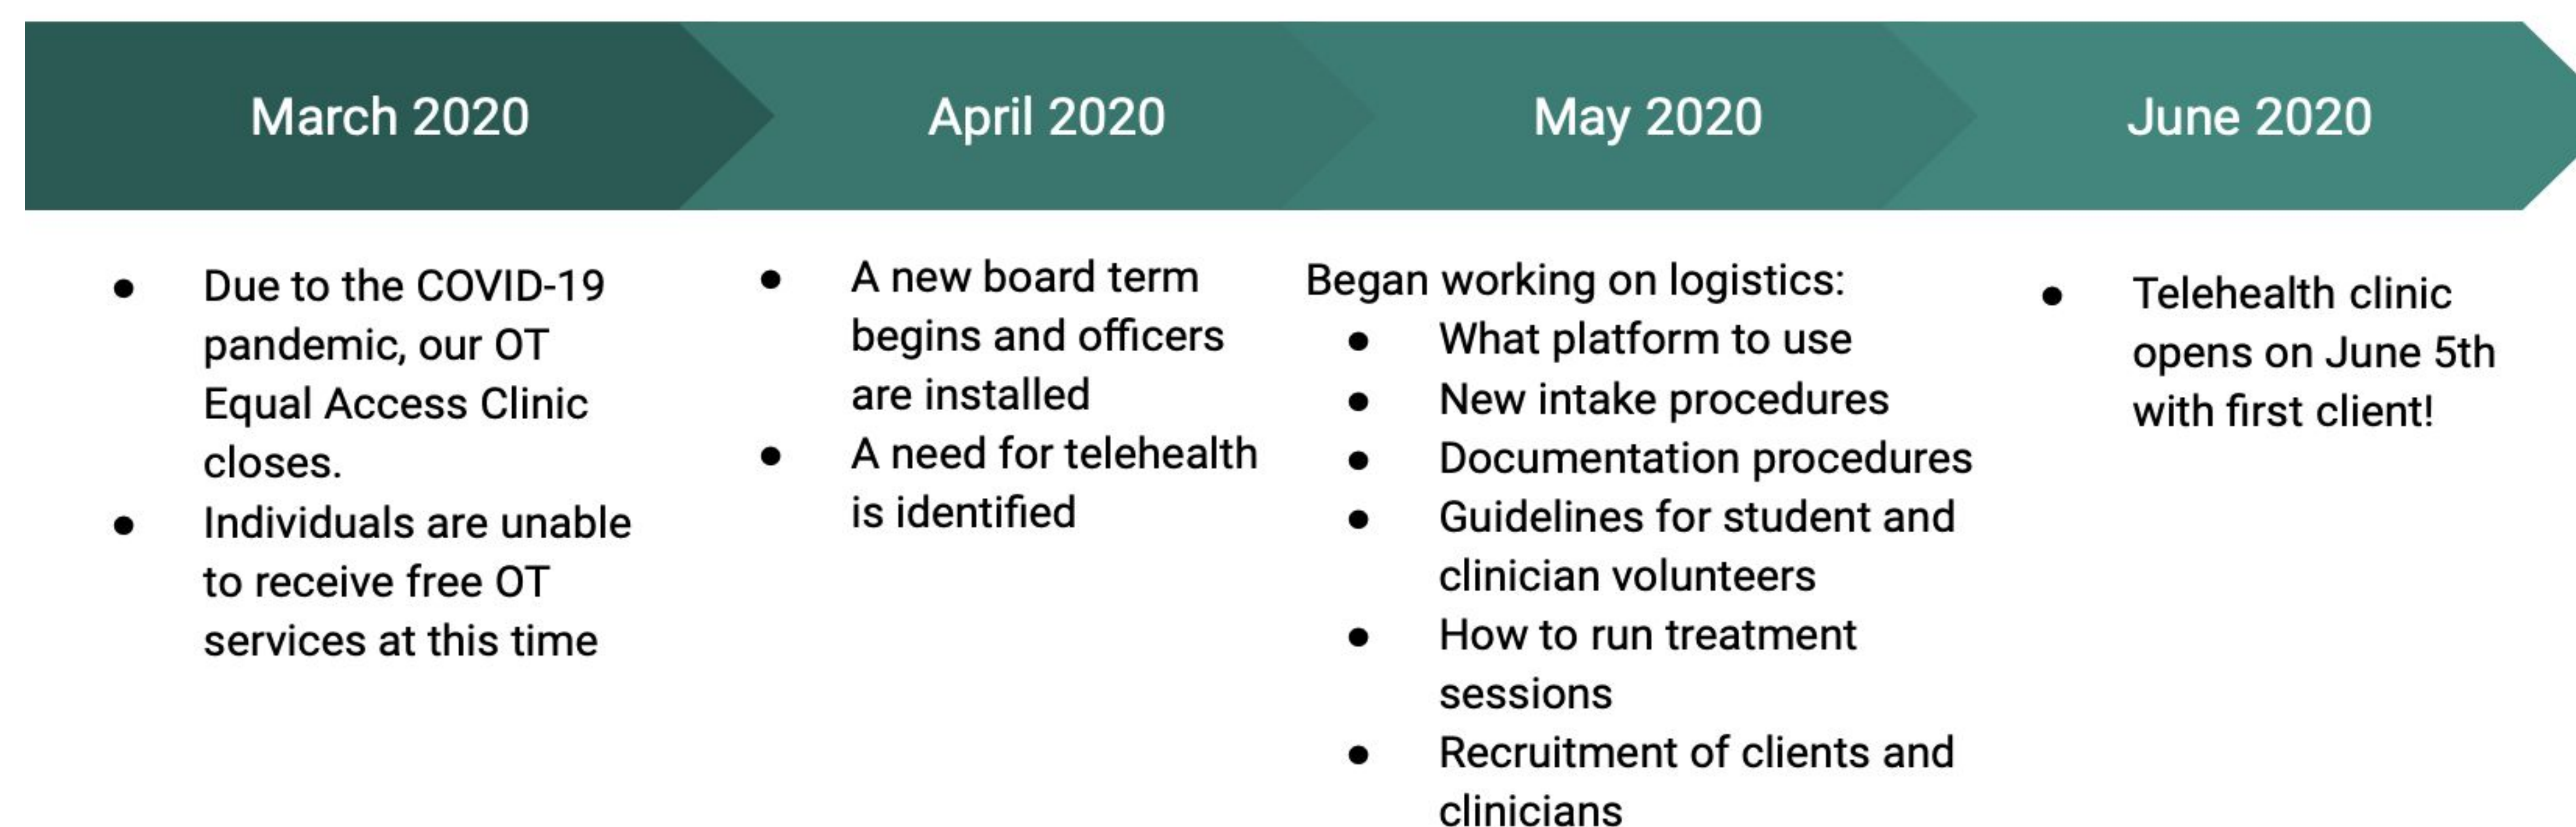 March 2020
April 2020
May 2020
June 2020
● Due to the COVID-19
pandemic, our OT
Equal Access Clinic
closes.
● Individuals are unable
to receive free OT
services at this time
● A new board term
begins and officers
are installed
● A need for telehealth
is identified
Began working on logistics:
● What platform to use
● New intake procedures
● Documentation procedures
● Guidelines for student and
clinician volunteers
● How to run treatment
sessions
● Recruitment of clients and
clinicians
● Telehealth clinic
opens on June 5th
with first client!